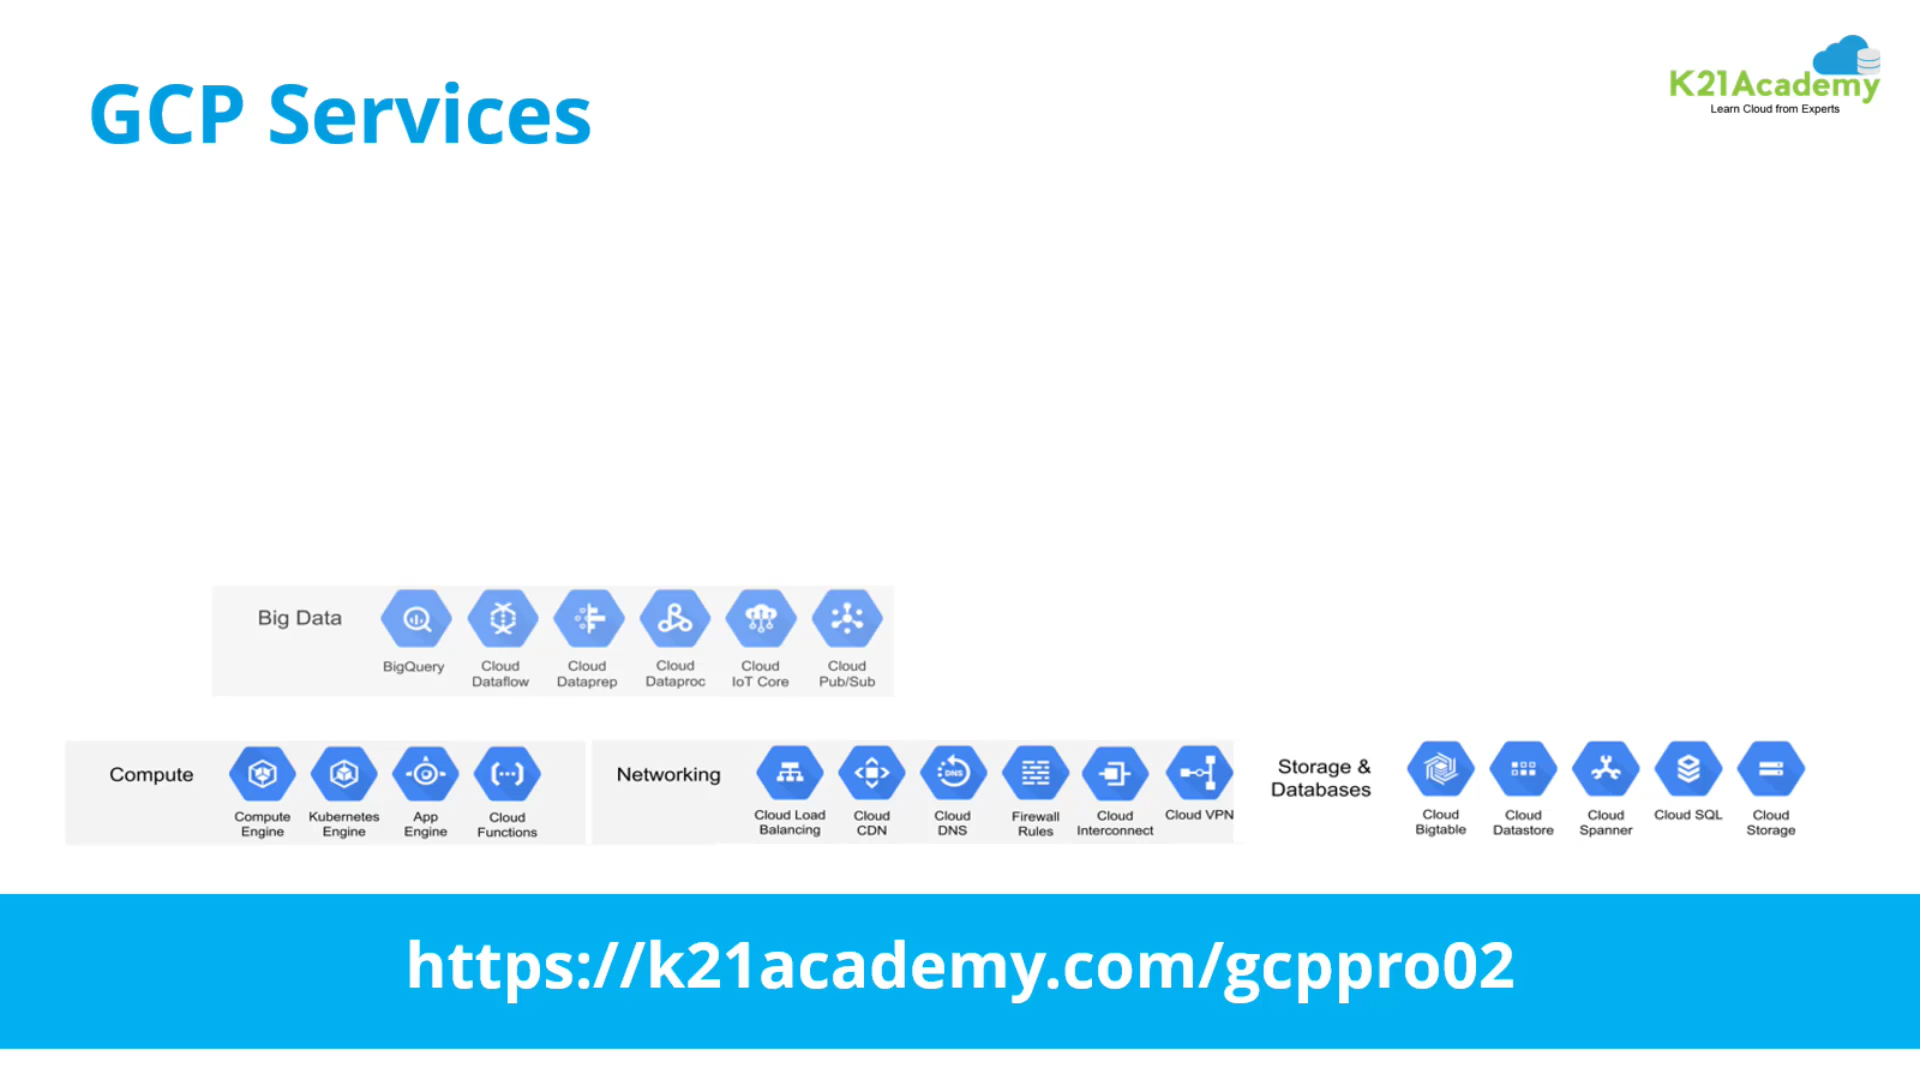 GCP Services
K21Academy
Learn Cloud from Experts
Big Data
BigQuery
Cloud
Dataflow
Cloud
Dataprep
Cloud
Dataproc
Cloud
IoT Core
Cloud
Pub/Sub
Compute
Compute
Engine
Kubernetes
Engine
App
Engine
Cloud
Functions
Networking
Cloud Load
Balancing
Cloud
CDN
DNS
Cloud
DNS
Firewall
Rules
Cloud
Interconnect
Cloud VPN
Storage &
Databases
Cloud
Bigtable
Cloud
Datastore
Cloud
Spanner
Cloud SQL
Cloud
Storage
https://k21academy.com/gcppro02